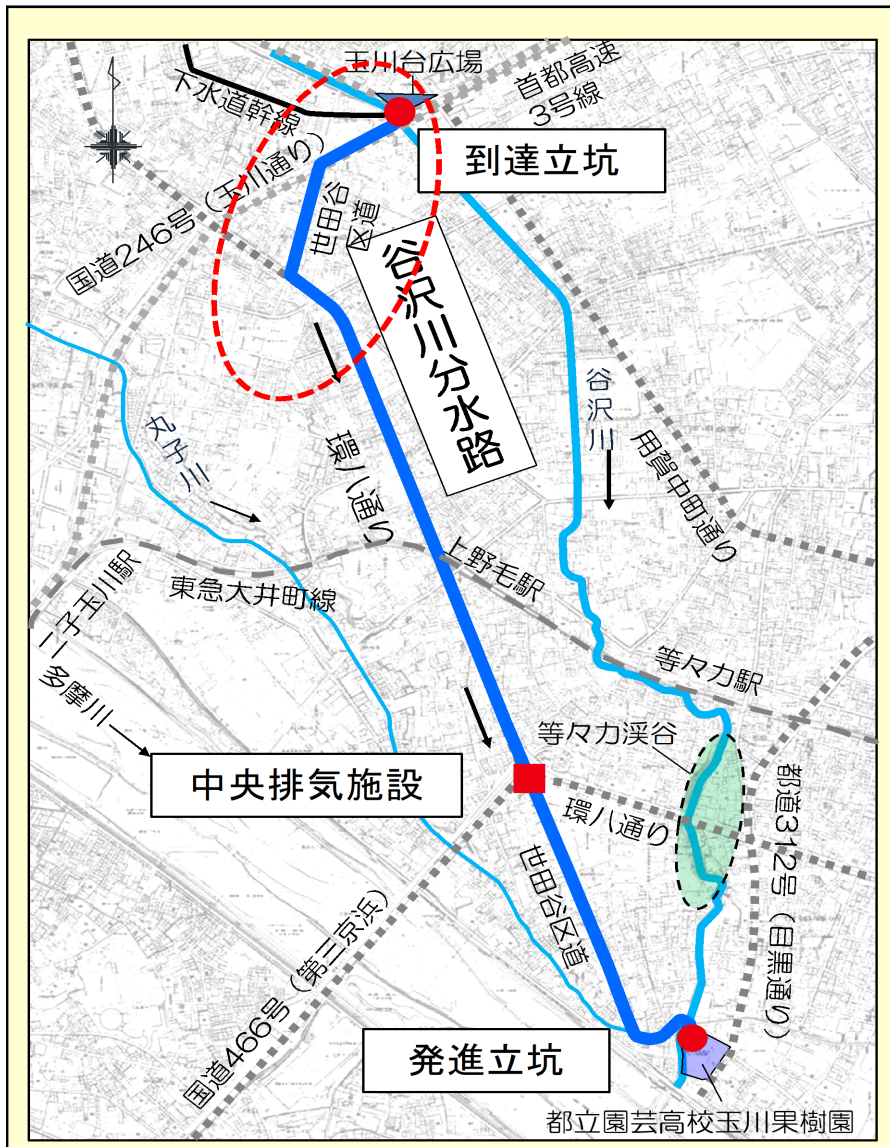 玉川台広場
首都高速
3号線
下水道幹線
到達立坑
国道246号（玉川通り）
世田谷
区道
谷沢川分水路
谷沢川
丸子川
環八通り
用賀中町通り
上野毛駅
東急大井町線
二子玉川駅
等々力駅
多摩川
等々力渓谷
中央排気施設
環八通り
都道312号（目黒通り）
世田谷区道
国道466号（第三京浜）
発進立坑
都立園芸高校玉川果樹園